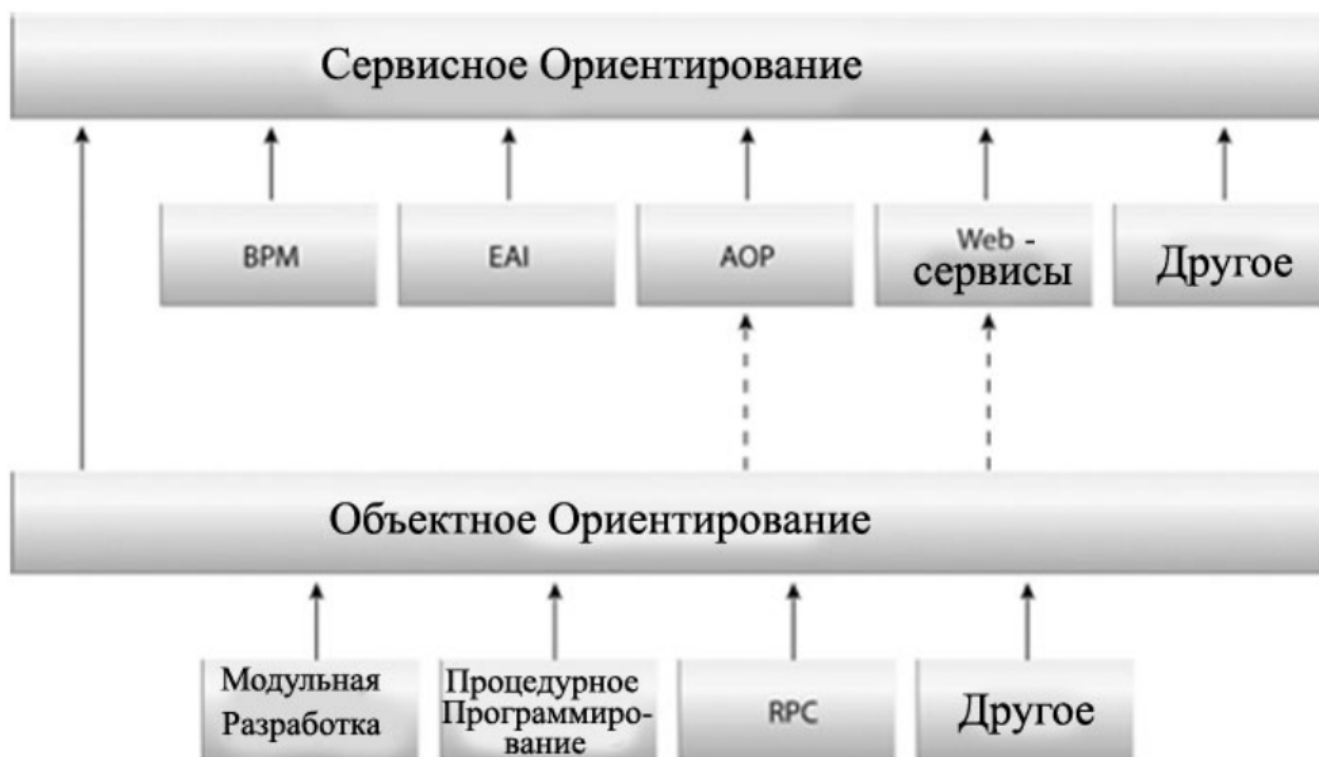 Сервисное Ориентирование
BPM
EAI
AOP
Web -
сервисы
Другое
Объектное Ориентирование
Модульная
Разработка
Процедурное
Программиро-
вание
RPC
Другое